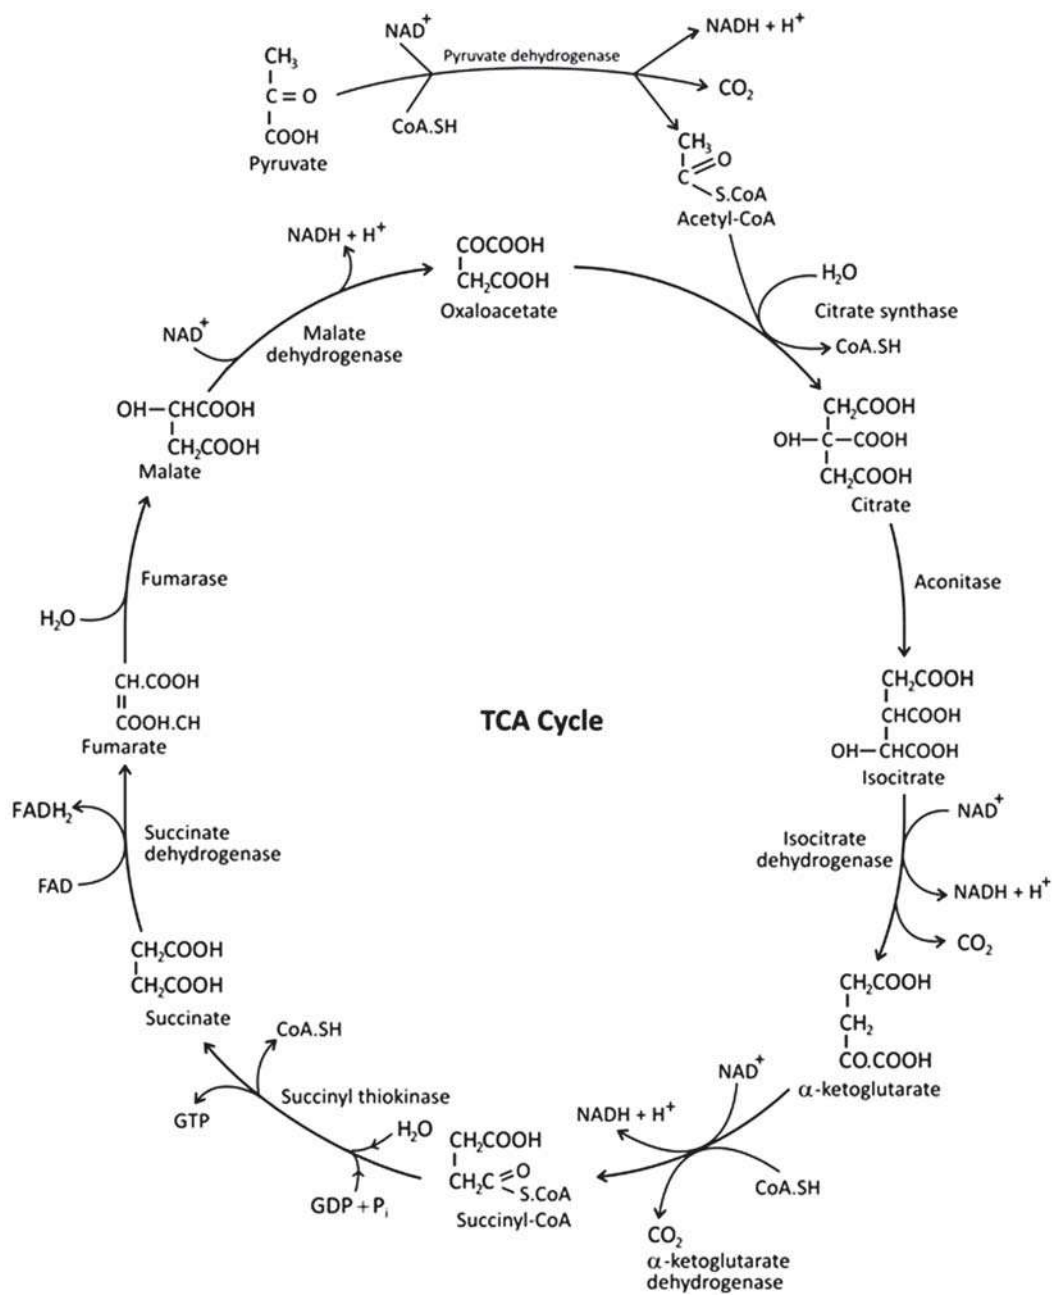 NAD+
NADH + H+
Pyruvate dehydrogenase
CH3
C=O
COOH
Pyruvate
CoA.SH
CO2
CH3
C=O
S.CoA
Acetyl-CoA
NADH + H+
COCOOH
CH2COOH
Oxaloacetate
H2O
Citrate synthase
CoA.SH
NAD+
Malate
dehydrogenase
OH—CHCOOH
CH2COOH
Malate
CH2COOH
OH—C—COOH
CH2COOH
Citrate
Fumarase
H2O
Aconitase
CH.COOH
COOH.CH
Fumarate
TCA Cycle
CH2COOH
CHCOOH
OH—CHCOOH
Isocitrate
FADH2
Succinate
dehydrogenase
FAD
NAD+
Isocitrate
dehydrogenase
NADH + H+
CO2
CH2COOH
CH2COOH
Succinate
CH2COOH
CH2
CO.COOH
α-ketoglutarate
CoA.SH
GTP
Succinyl thiokinase
H2O
GDP + Pi
CH2COOH
CH2C=O
S.CoA
Succinyl-CoA
NAD+
NADH + H+
CoA.SH
CO2
α-ketoglutarate
dehydrogenase